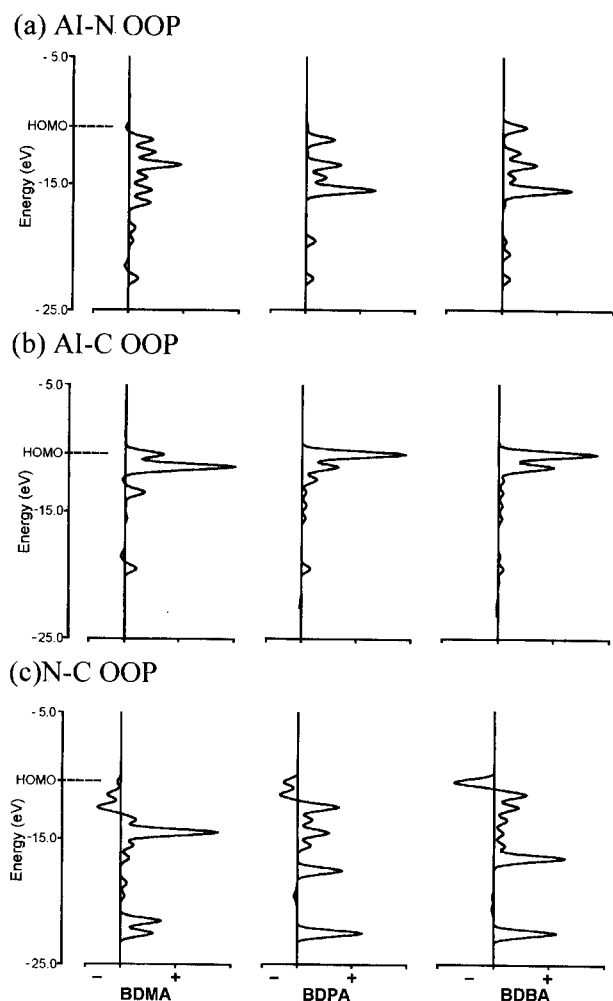 (a) Al-N OOP
- 5.0
HOMO
-15.0
-25.0
Energy (eV)
(b) Al-C OOP
- 5.0
HOMO
-15.0
-25.0
Energy (eV)
(c)N-C OOP
- 5.0
HOMO
-15.0
-25.0
Energy (eV)
− + − + − +
BDMA BDPA BDBA